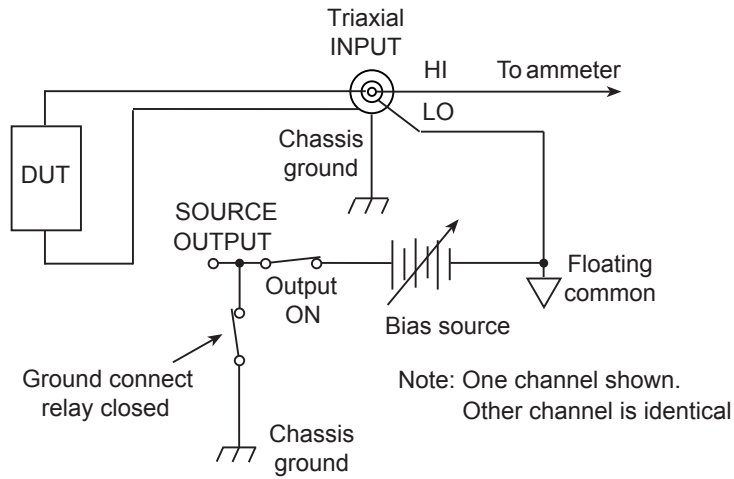 Triaxial
INPUT
HI
To ammeter
LO
Chassis
ground
DUT
SOURCE
OUTPUT
Output
ON
Floating
common
Bias source
Ground connect
relay closed
Note: One channel shown.
Other channel is identical
Chassis
ground